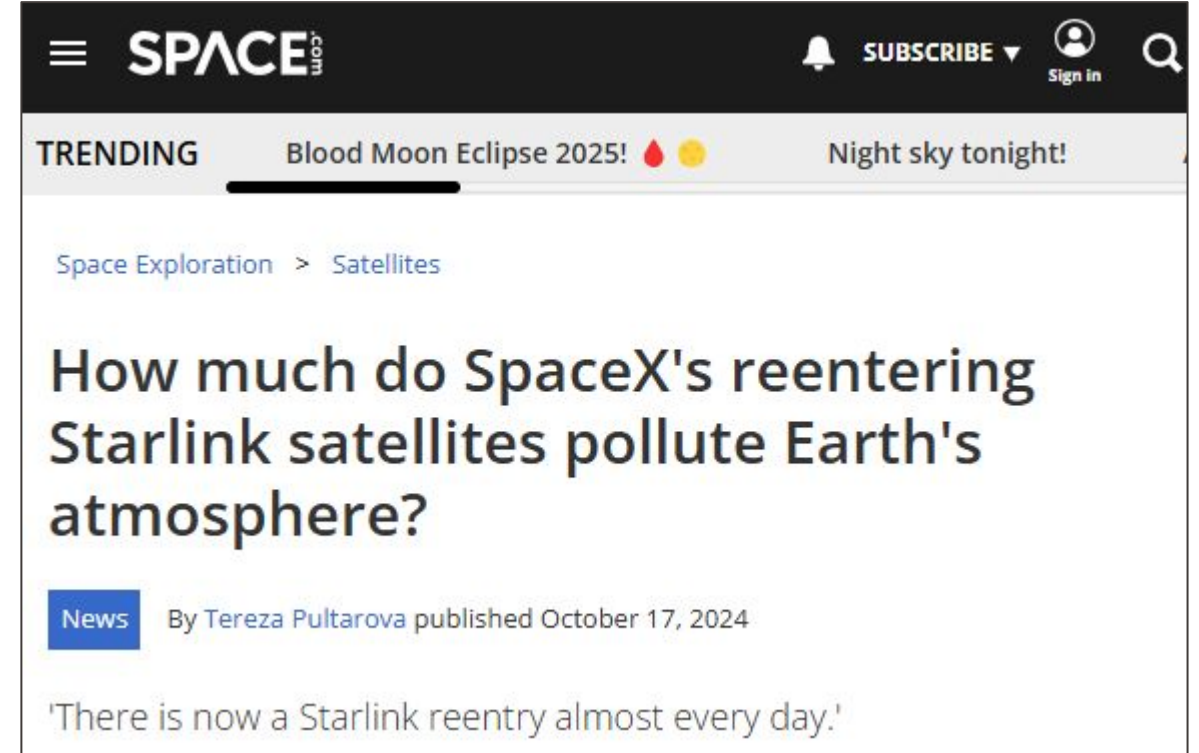 SPACE.com
SUBSCRIBE ▼
Sign in
TRENDING Blood Moon Eclipse 2025! 🩸 🌕 Night sky tonight!
Space Exploration > Satellites
How much do SpaceX's reentering
Starlink satellites pollute Earth's
atmosphere?
News By Tereza Pultarova published October 17, 2024
'There is now a Starlink reentry almost every day.'